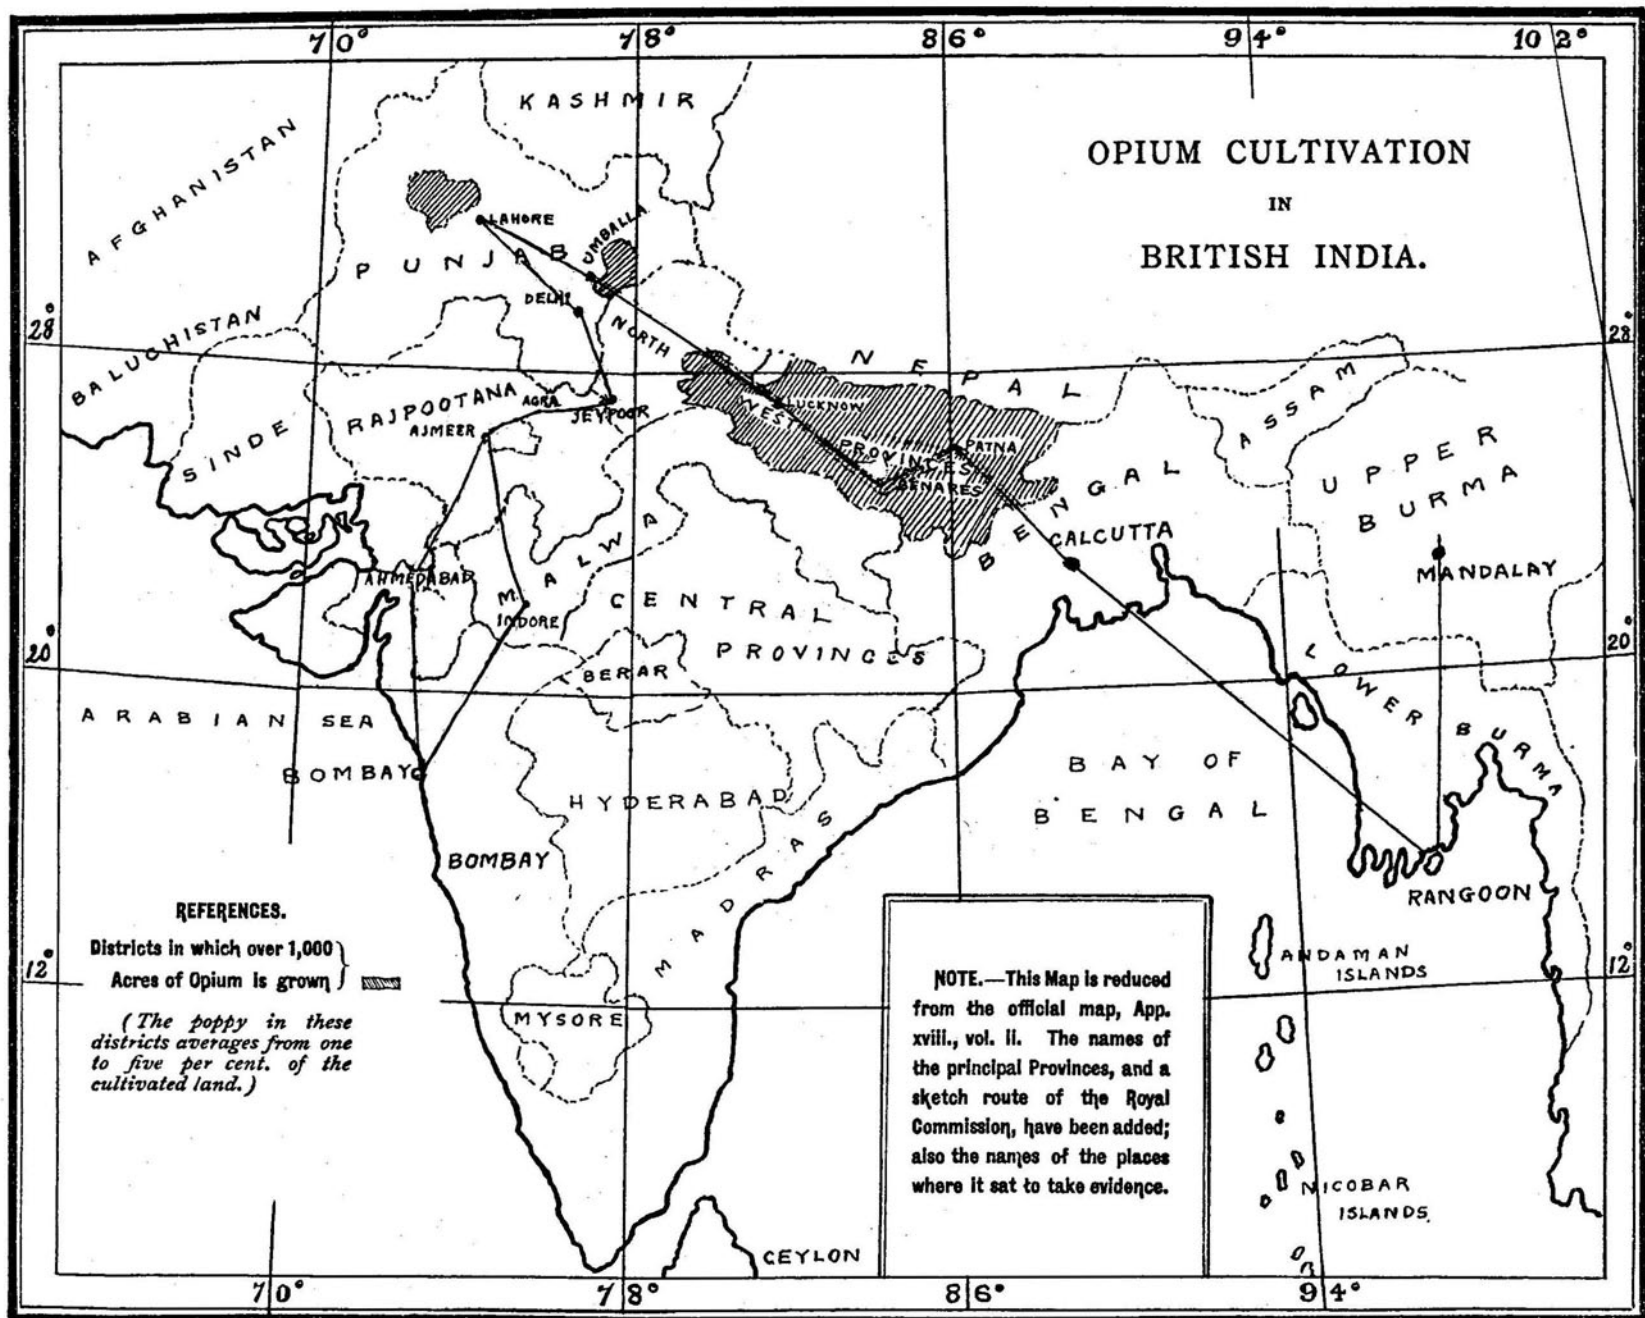 70° 78° 86° 94° 102°
KASHMIR
AFGHANISTAN
OPIUM CULTIVATION
IN
BRITISH INDIA.
LAHORE
UMBALLA
PUNJAB
DELHI
28° 28°
BALUCHISTAN
NORTH
NEPAL
RAJPOOTANA
AGRA
JEYPOOR
AJMEER
SINDE
WEST
LUCKNOW
PROVINCES
PATNA
BENARES
ASSAM
UPPER
BURMA
BENGAL
CALCUTTA
MANDALAY
AHMEDABAD
MALWA
INDORE
CENTRAL
PROVINCES
20° 20°
BERAR
LOWER BURMA
ARABIAN SEA
BOMBAY
HYDERABAD
BAY OF
BENGAL
BOMBAY
MADRAS
RANGOON
REFERENCES.
Districts in which over 1,000
Acres of Opium is grown
(The poppy in these
districts averages from one
to five per cent. of the
cultivated land.)
12° 12°
ANDAMAN
ISLANDS
MYSORE
NOTE.—This Map is reduced
from the official map, App.
xviii., vol. ii. The names of
the principal Provinces, and a
sketch route of the Royal
Commission, have been added;
also the names of the places
where it sat to take evidence.
NICOBAR
ISLANDS.
CEYLON
70° 78° 86° 94°